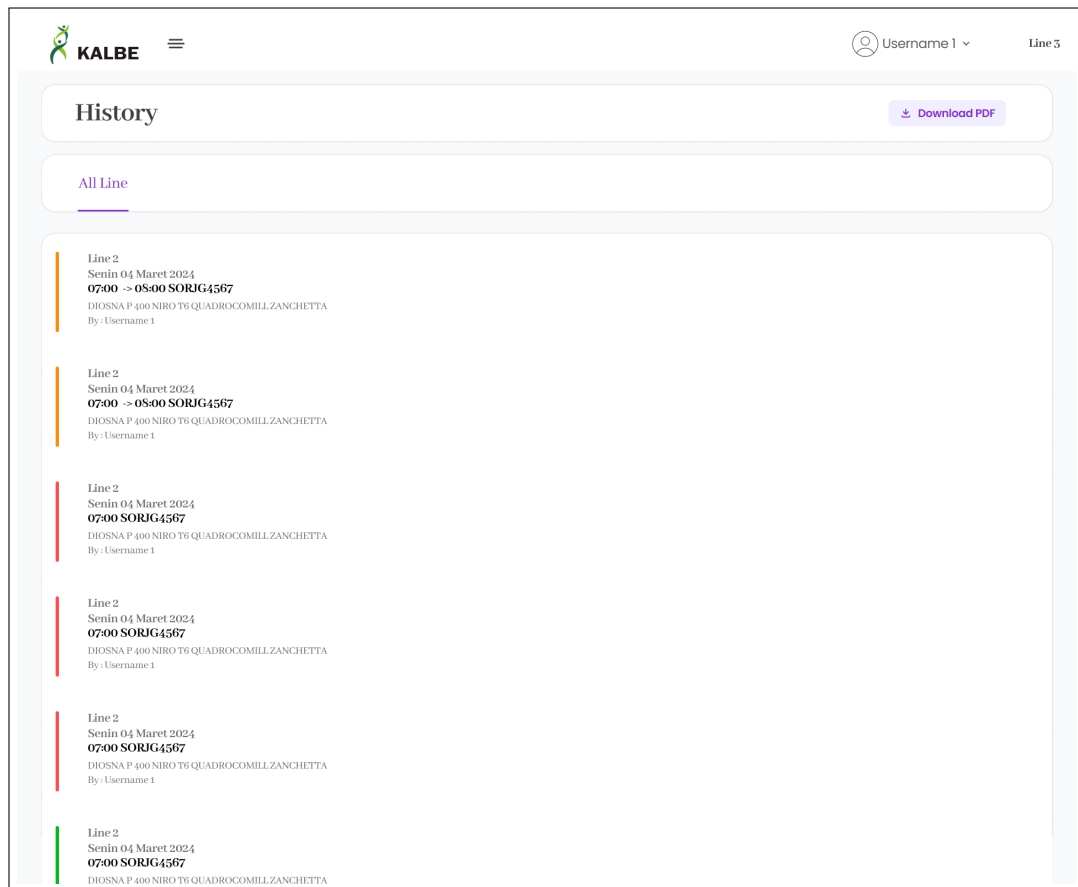 KALBE
Username 1
Line 3
History
Download PDF
All Line
Line 2
Senin 04 Maret 2024
07:00 -> 08:00 SORJG4567
DIOSNA P 400 NIRO T6 QUADROCOMILL ZANCHETTA
By : Username 1
Line 2
Senin 04 Maret 2024
07:00 -> 08:00 SORJG4567
DIOSNA P 400 NIRO T6 QUADROCOMILL ZANCHETTA
By : Username 1
Line 2
Senin 04 Maret 2024
07:00 SORJG4567
DIOSNA P 400 NIRO T6 QUADROCOMILL ZANCHETTA
By : Username 1
Line 2
Senin 04 Maret 2024
07:00 SORJG4567
DIOSNA P 400 NIRO T6 QUADROCOMILL ZANCHETTA
By : Username 1
Line 2
Senin 04 Maret 2024
07:00 SORJG4567
DIOSNA P 400 NIRO T6 QUADROCOMILL ZANCHETTA
By : Username 1
Line 2
Senin 04 Maret 2024
07:00 SORJG4567
DIOSNA P 400 NIRO T6 QUADROCOMILL ZANCHETTA